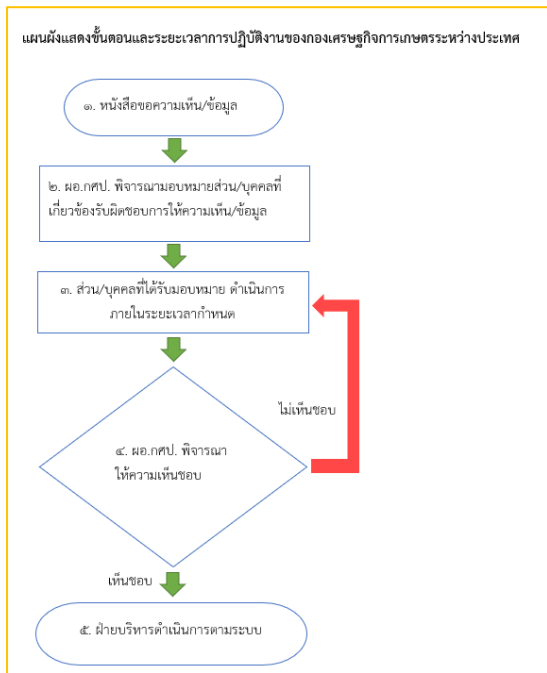 แผนผังแสดงขั้นตอนและระยะเวลาการปฏิบัติงานของกองเศรษฐกิจการเกษตรระหว่างประเทศ
๑. หนังสือขอความเห็น/ข้อมูล
๒. ผอ.กศป. พิจารณามอบหมายส่วน/บุคคลที่
เกี่ยวข้องรับผิดชอบการให้ความเห็น/ข้อมูล
๓. ส่วน/บุคคลที่ได้รับมอบหมาย ดำเนินการ
ภายในระยะเวลากำหนด
ไม่เห็นชอบ
๔. ผอ.กศป. พิจารณา
ให้ความเห็นชอบ
เห็นชอบ
๕. ฝ่ายบริหารดำเนินการตามระบบ